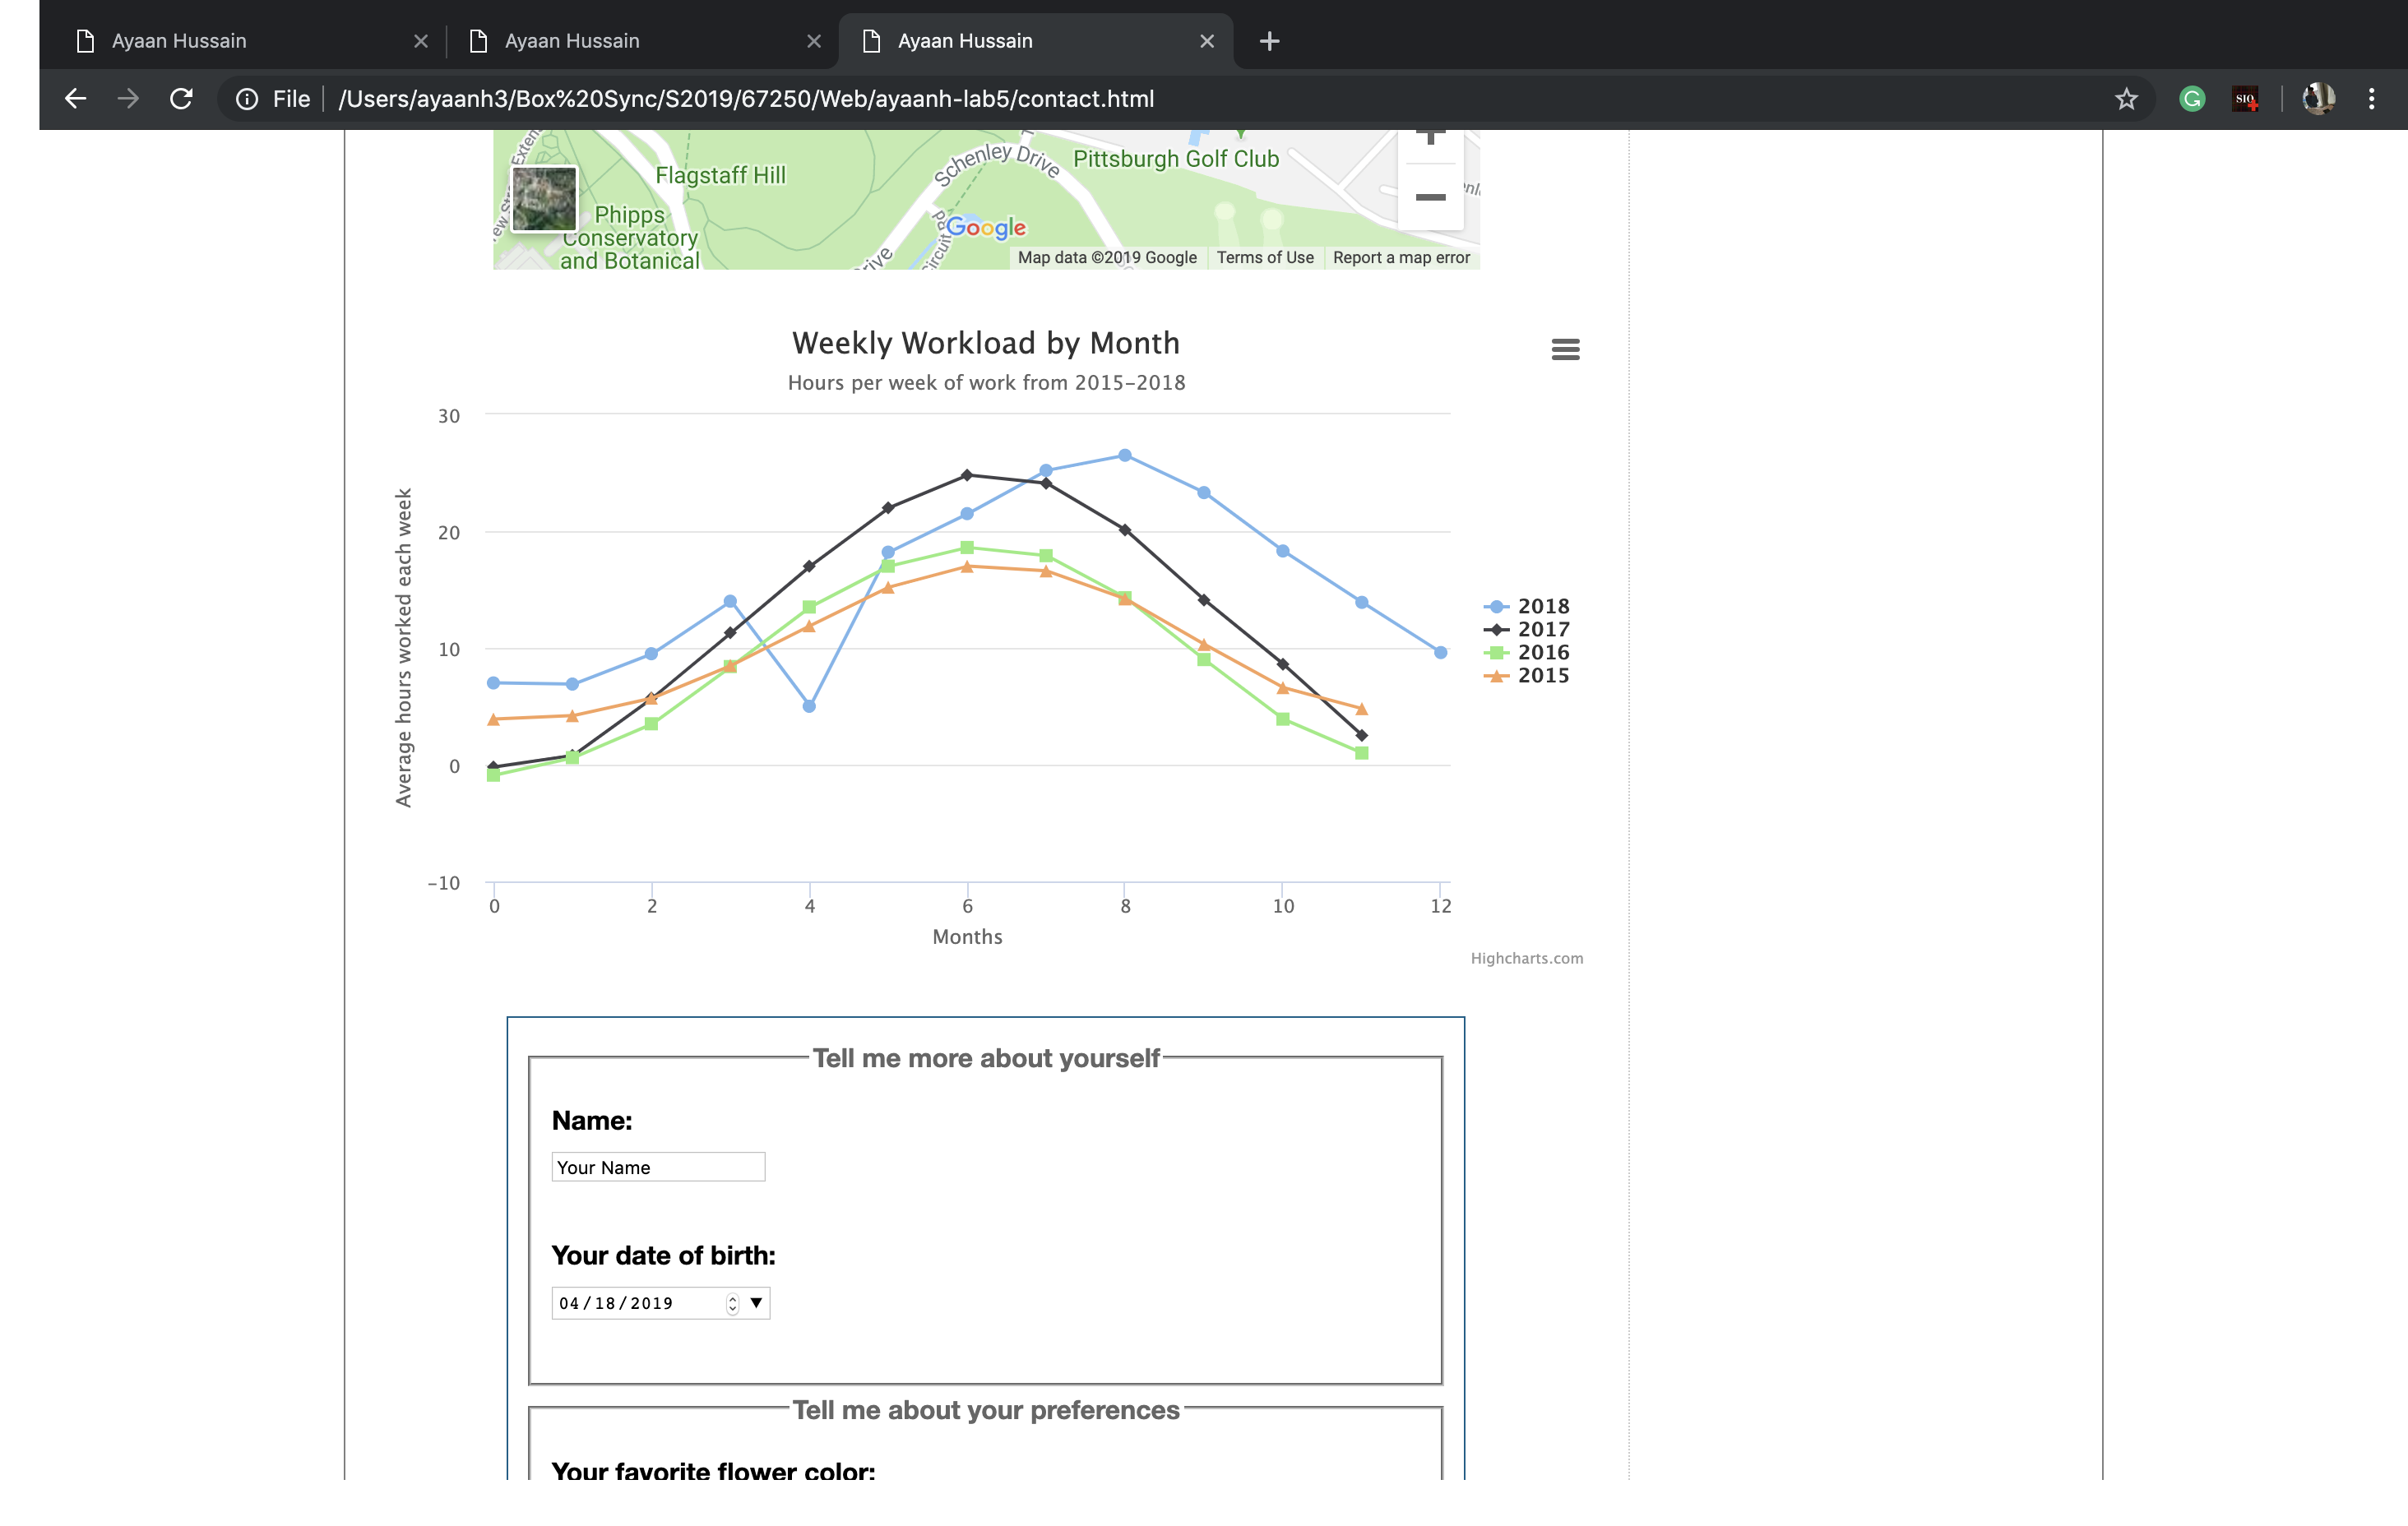 Ayaan Hussain
Ayaan Hussain
Ayaan Hussain
File
/Users/ayaanh3/Box%20Sync/S2019/67250/Web/ayaanh-lab5/contact.html
G
SIO
Flagstaff Hill
Schenley Drive
Pittsburgh Golf Club
Phipps
Conservatory
and Botanical
Google
Map data ©2019 Google
Terms of Use
Report a map error
Weekly Workload by Month
Hours per week of work from 2015-2018
Average hours worked each week
30
20
10
0
-10
0 2 4 6 8 10 12
Months
2018
2017
2016
2015
Highcharts.com
Tell me more about yourself
Name:
Your Name
Your date of birth:
04/18/2019
Tell me about your preferences
Your favorite flower color: